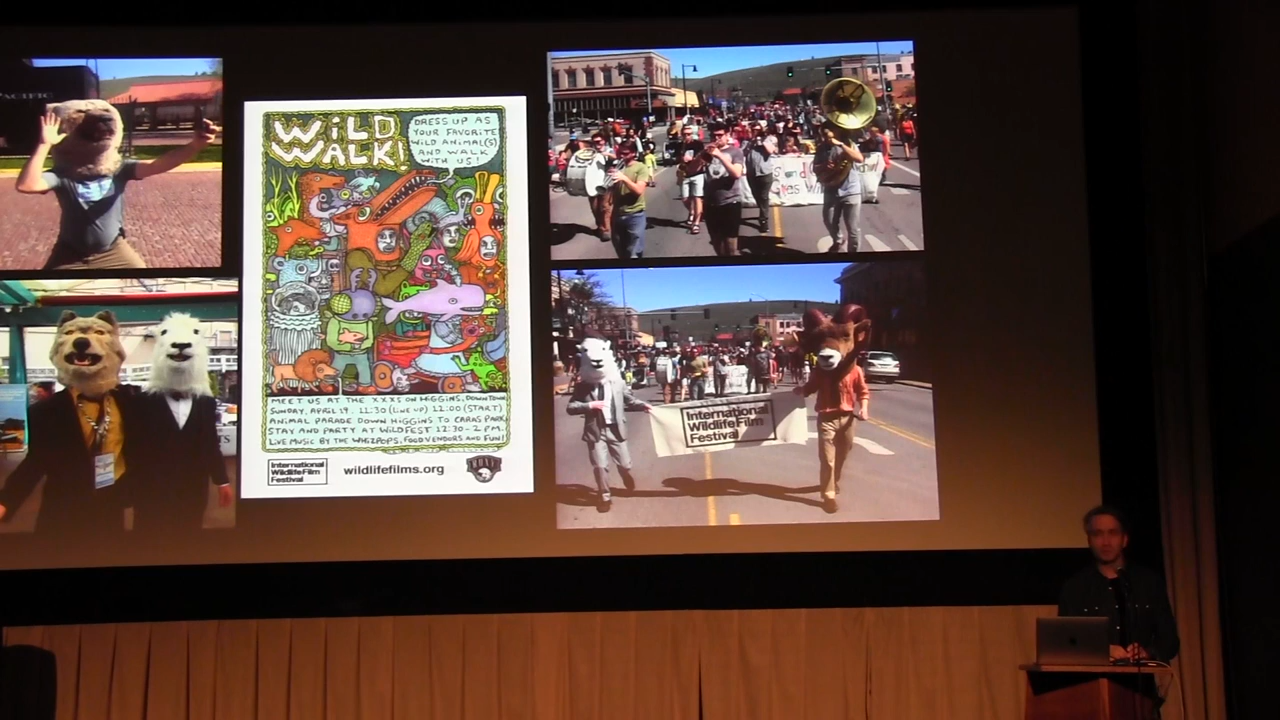 PACIFIC
WiLD
WALK!
DRESS UP AS
YOUR FAVORITE
WILD ANIMAL(S)
AND WALK
WITH US!
MEET US AT THE XXXS ON HIGGINS, DOWNTOWN
SUNDAY, APRIL 19. 11:30 (LINE UP) 12:00 (START)
ANIMAL PARADE DOWN HIGGINS TO CARAS PARK
STAY AND PARTY AT WILDFEST 12:30 - 2 PM.
LIVE MUSIC BY THE WHIZPOPS, FOOD VENDORS AND FUN!
International
Wildlife Film
Festival
wildlifefilms.org
International
Wildlife Film
Festival